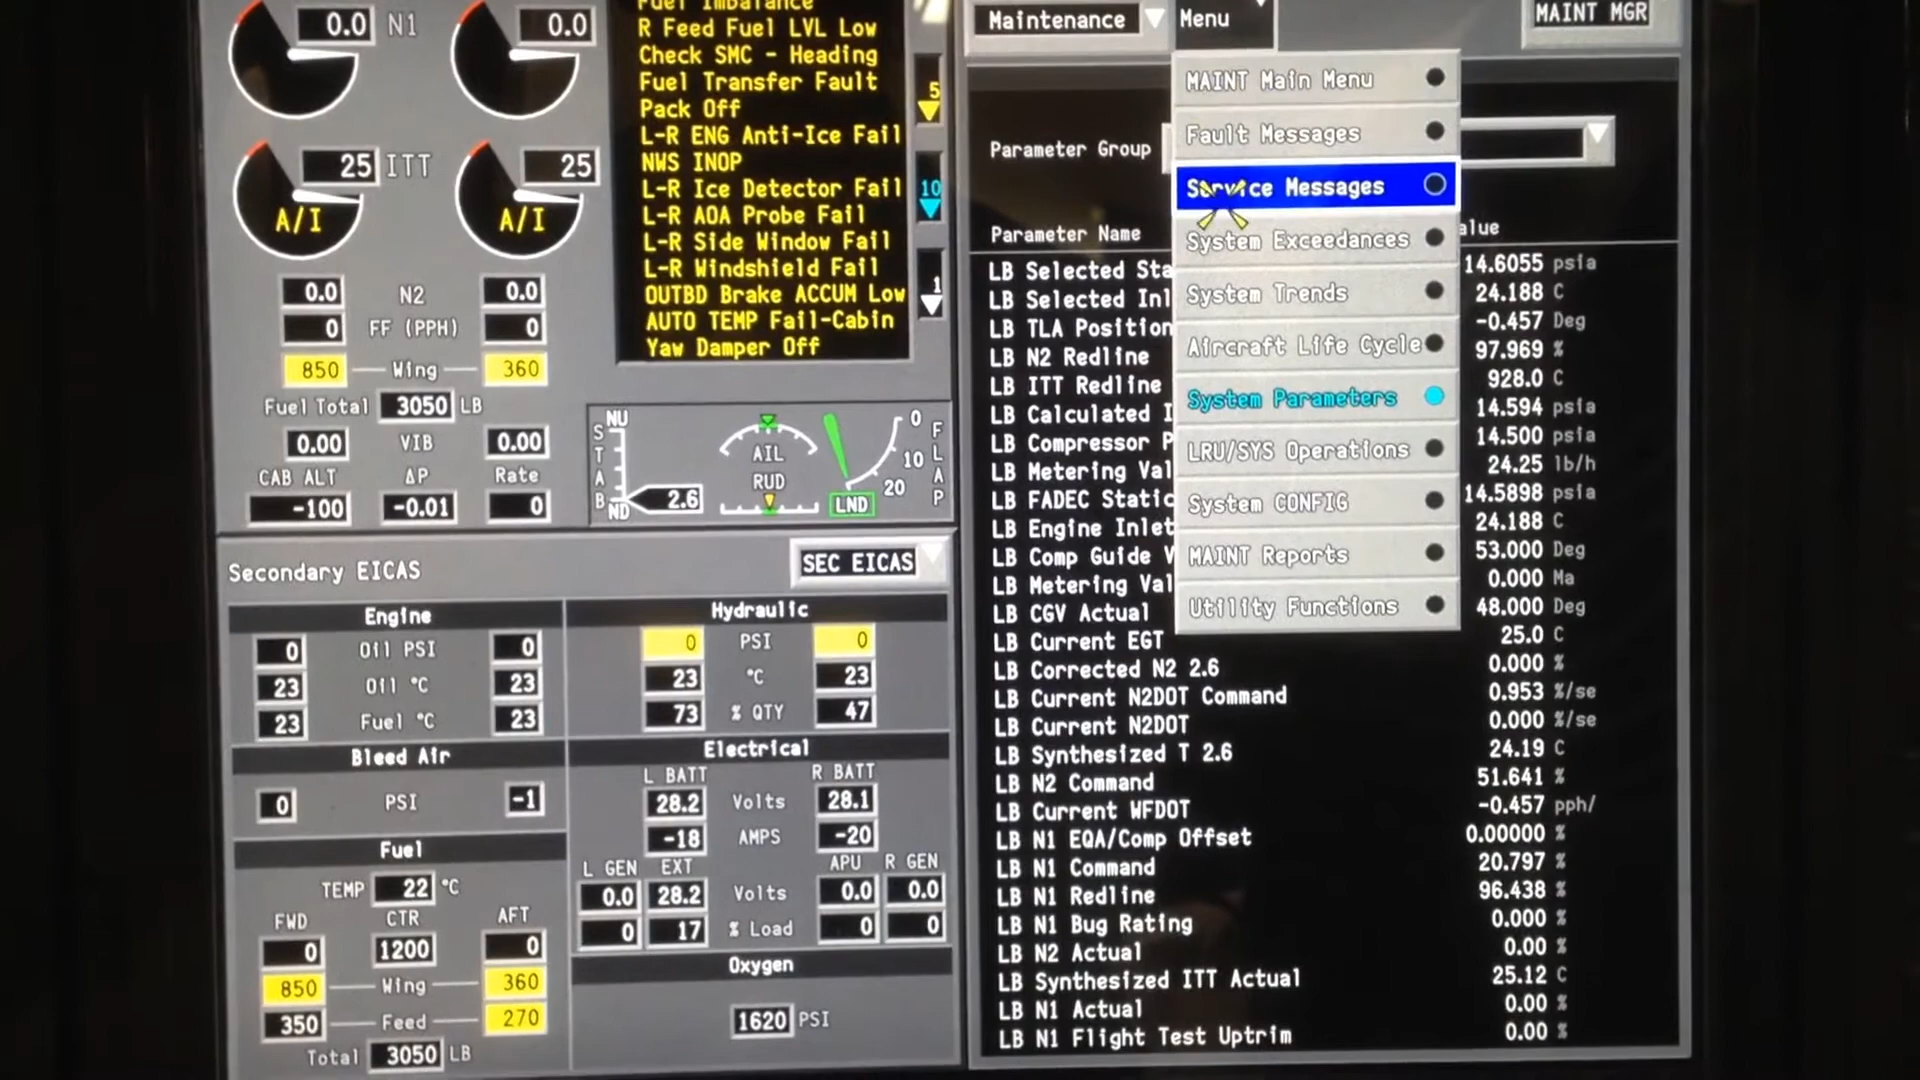 0.0 N1 0.0
25 ITT 25
A/I A/I
0.0 N2 0.0
0 FF (PPH) 0
850 Wing 360
Fuel Total 3050 LB
0.00 VIB 0.00
CAB ALT ΔP Rate
-100 -0.01 0
Fuel Imbalance
R Feed Fuel LVL Low
Check SMC - Heading
Fuel Transfer Fault
Pack Off
L-R ENG Anti-Ice Fail
NWS INOP
L-R Ice Detector Fail
L-R AOA Probe Fail
L-R Side Window Fail
L-R Windshield Fail
OUTBD Brake ACCUM Low
AUTO TEMP Fail-Cabin
Yaw Damper Off
5
10
1
NU
STAB
ND
2.6
AIL
RUD
0
10
20
FLAP
LND
Secondary EICAS
SEC EICAS
Engine
0 Oil PSI 0
23 Oil °C 23
23 Fuel °C 23
Bleed Air
0 PSI -1
Fuel
TEMP 22 °C
FWD CTR AFT
0 1200 0
850 Wing 360
350 Feed 270
Total 3050 LB
Hydraulic
0 PSI 0
23 °C 23
73 % QTY 47
Electrical
L BATT R BATT
28.2 Volts 28.1
-18 AMPS -20
L GEN EXT APU R GEN
0.0 28.2 Volts 0.0 0.0
0 17 % Load 0 0
Oxygen
1620 PSI
Maintenance
Menu
MAINT MGR
Parameter Group
MAINT Main Menu
Fault Messages
Service Messages
System Exceedances
System Trends
Aircraft Life Cycle
System Parameters
LRU/SYS Operations
System CONFIG
MAINT Reports
Utility Functions
Parameter Name alue
LB Selected Sta 14.6055 psia
LB Selected Inl 24.188 C
LB TLA Position -0.457 Deg
LB N2 Redline 97.969 %
LB ITT Redline 928.0 C
LB Calculated I 14.594 psia
LB Compressor P 14.500 psia
LB Metering Val 24.25 lb/h
LB FADEC Static 14.5898 psia
LB Engine Inlet 24.188 C
LB Comp Guide V 53.000 Deg
LB Metering Val 0.000 Ma
LB CGV Actual 48.000 Deg
LB Current EGT 25.0 C
LB Corrected N2 2.6 0.000 %
LB Current N2DOT Command 0.953 %/se
LB Current N2DOT 0.000 %/se
LB Synthesized T 2.6 24.19 C
LB N2 Command 51.641 %
LB Current WFDOT -0.457 pph/
LB N1 EQA/Comp Offset 0.00000 %
LB N1 Command 20.797 %
LB N1 Redline 96.438 %
LB N1 Bug Rating 0.000 %
LB N2 Actual 0.00 %
LB Synthesized ITT Actual 25.12 C
LB N1 Actual 0.00 %
LB N1 Flight Test Uptrim 0.00 %